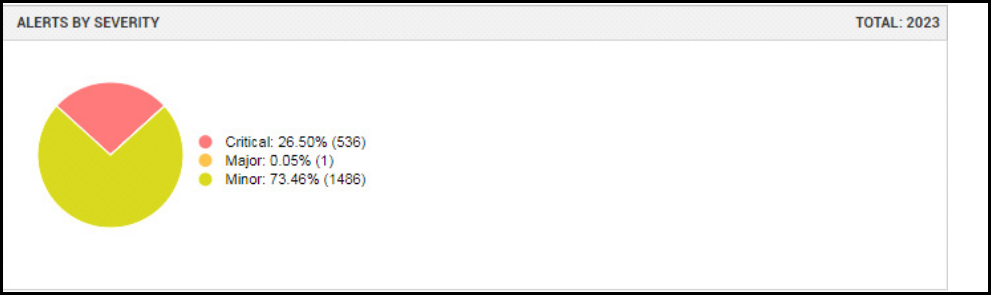 ALERTS BY SEVERITY TOTAL: 2023
Critical: 26.50% (536)
Major: 0.05% (1)
Minor: 73.46% (1486)